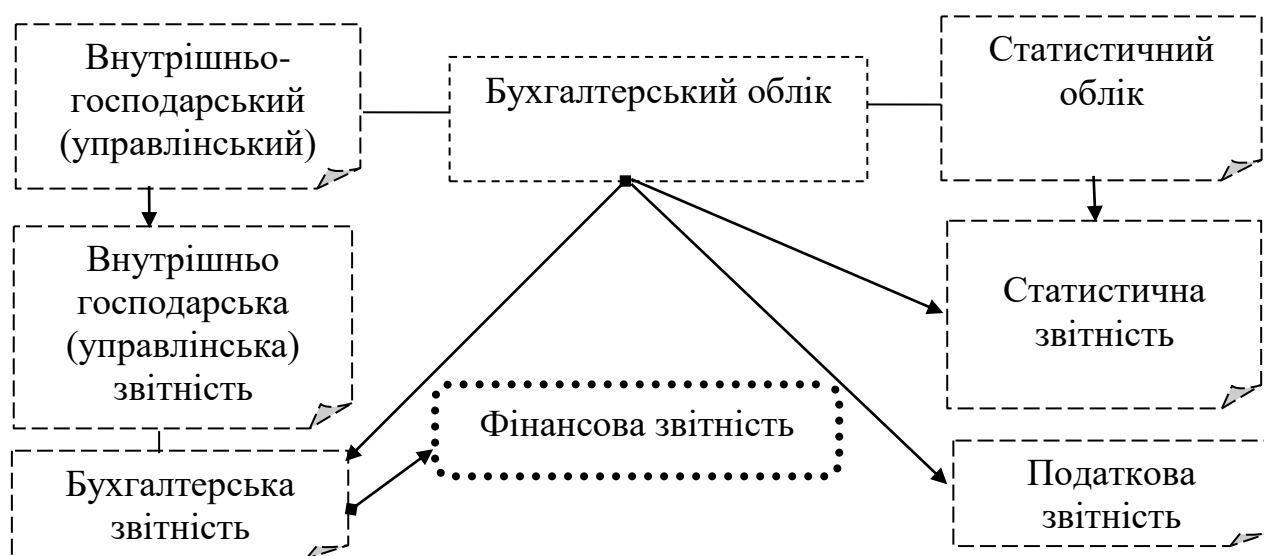 Внутрішньо-
господарський
(управлінський)
Бухгалтерський облік
Статистичний
облік
Внутрішньо
господарська
(управлінська)
звітність
Статистична
звітність
Фінансова звітність
Бухгалтерська
звітність
Податкова
звітність